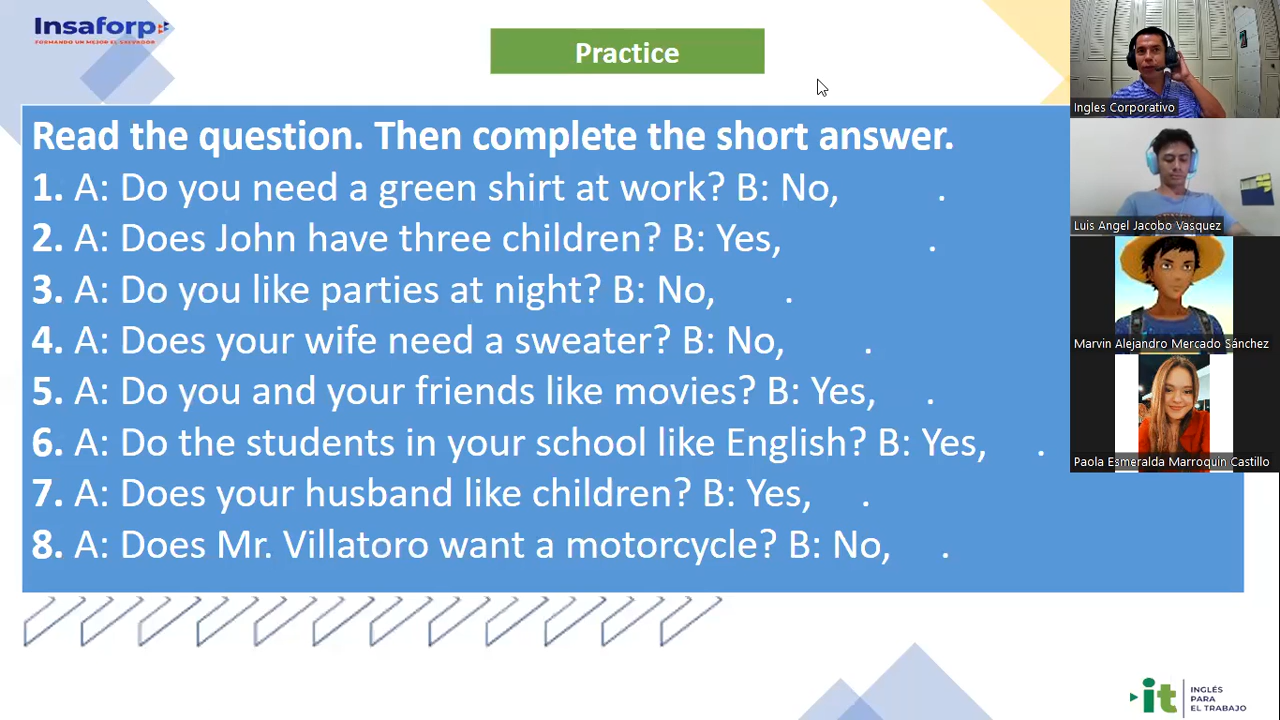 Insaforp
FORMANDO UN MEJOR EL SALVADOR
Practice
Read the question. Then complete the short answer.
1. A: Do you need a green shirt at work? B: No, .
2. A: Does John have three children? B: Yes, .
3. A: Do you like parties at night? B: No, .
4. A: Does your wife need a sweater? B: No, .
5. A: Do you and your friends like movies? B: Yes, .
6. A: Do the students in your school like English? B: Yes, .
7. A: Does your husband like children? B: Yes, .
8. A: Does Mr. Villatoro want a motorcycle? B: No, .
Ingles Corporativo
Luis Angel Jacobo Vasquez
Marvin Alejandro Mercado Sánchez
Paola Esmeralda Marroquin Castillo
it
INGLÉS
PARA
EL TRABAJO